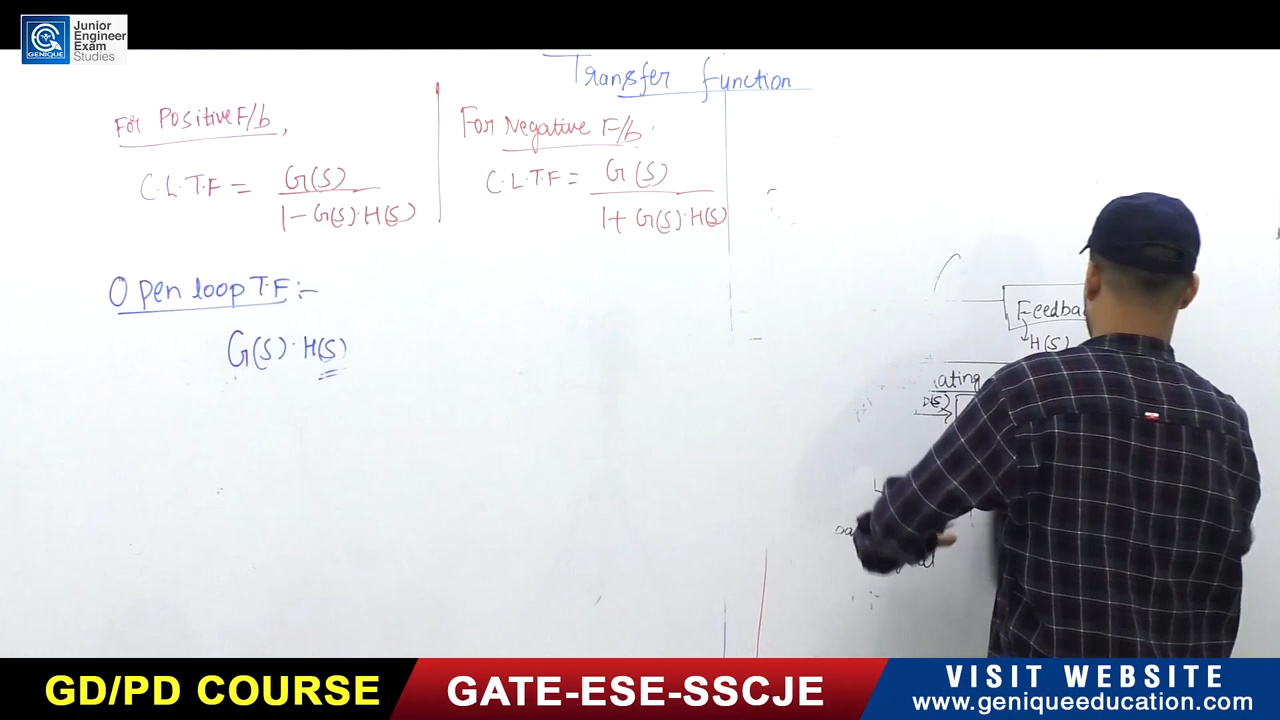 GENIQUE
Junior
Engineer
Exam
Studies
Transfer function
For Positive F/b,
C.L.T.F = G(S)
1-G(S).H(S)
For Negative F/b.
C.L.T.F = G(S)
1+ G(S).H(S)
Open loop T.F:-
G(S).H(S)
Feedba
H(S)
ating
GD/PD COURSE
GATE-ESE-SSCJE
VISIT WEBSITE
www.geniqueeducation.com